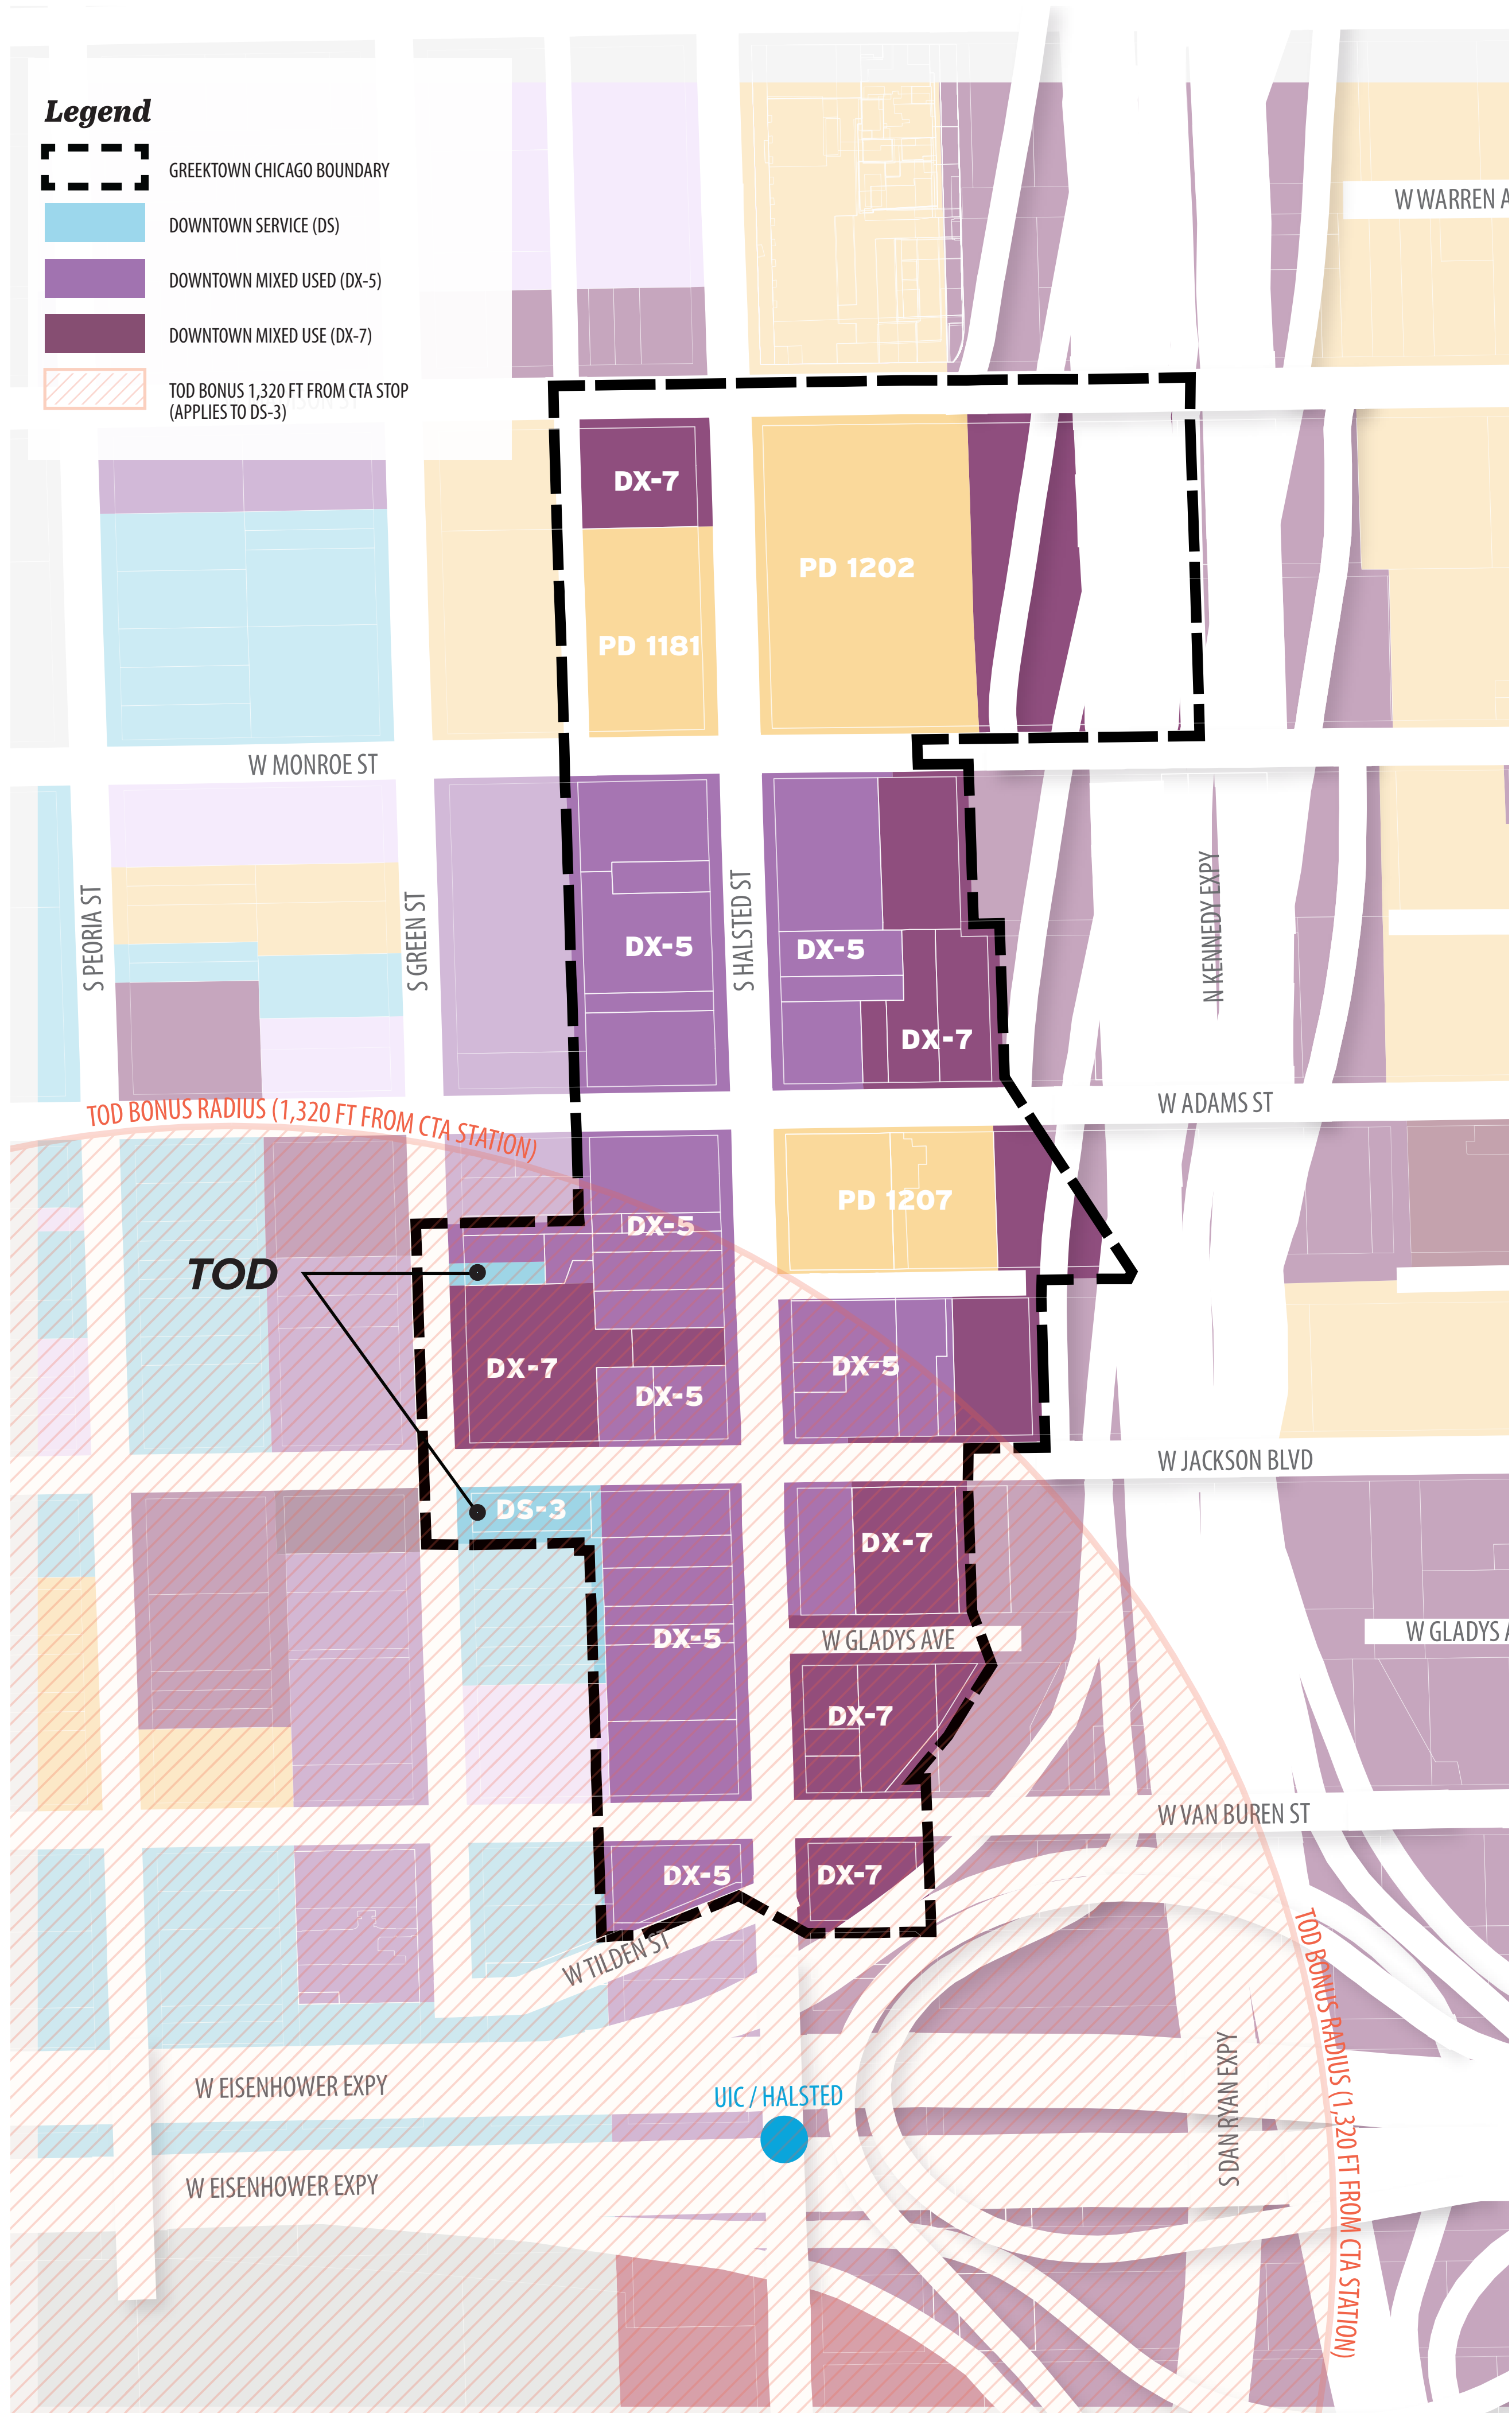 Legend
GREEKTOWN CHICAGO BOUNDARY
DOWNTOWN SERVICE (DS)
DOWNTOWN MIXED USED (DX-5)
DOWNTOWN MIXED USE (DX-7)
TOD BONUS 1,320 FT FROM CTA STOP
(APPLIES TO DS-3)
W WARREN A
DX-7
PD 1202
PD 1181
W MONROE ST
S PEORIA ST
S GREEN ST
S HALSTED ST
N KENNEDY EXPY
DX-5
DX-5
DX-7
W ADAMS ST
TOD BONUS RADIUS (1,320 FT FROM CTA STATION)
PD 1207
DX-5
TOD
DX-7
DX-5
DX-5
W JACKSON BLVD
DS-3
DX-7
DX-5
W GLADYS AVE
W GLADYS A
DX-7
W VAN BUREN ST
DX-5
DX-7
W TILDEN ST
TOD BONUS RADIUS (1,320 FT FROM CTA STATION)
W EISENHOWER EXPY
UIC / HALSTED
S DAN RYAN EXPY
W EISENHOWER EXPY